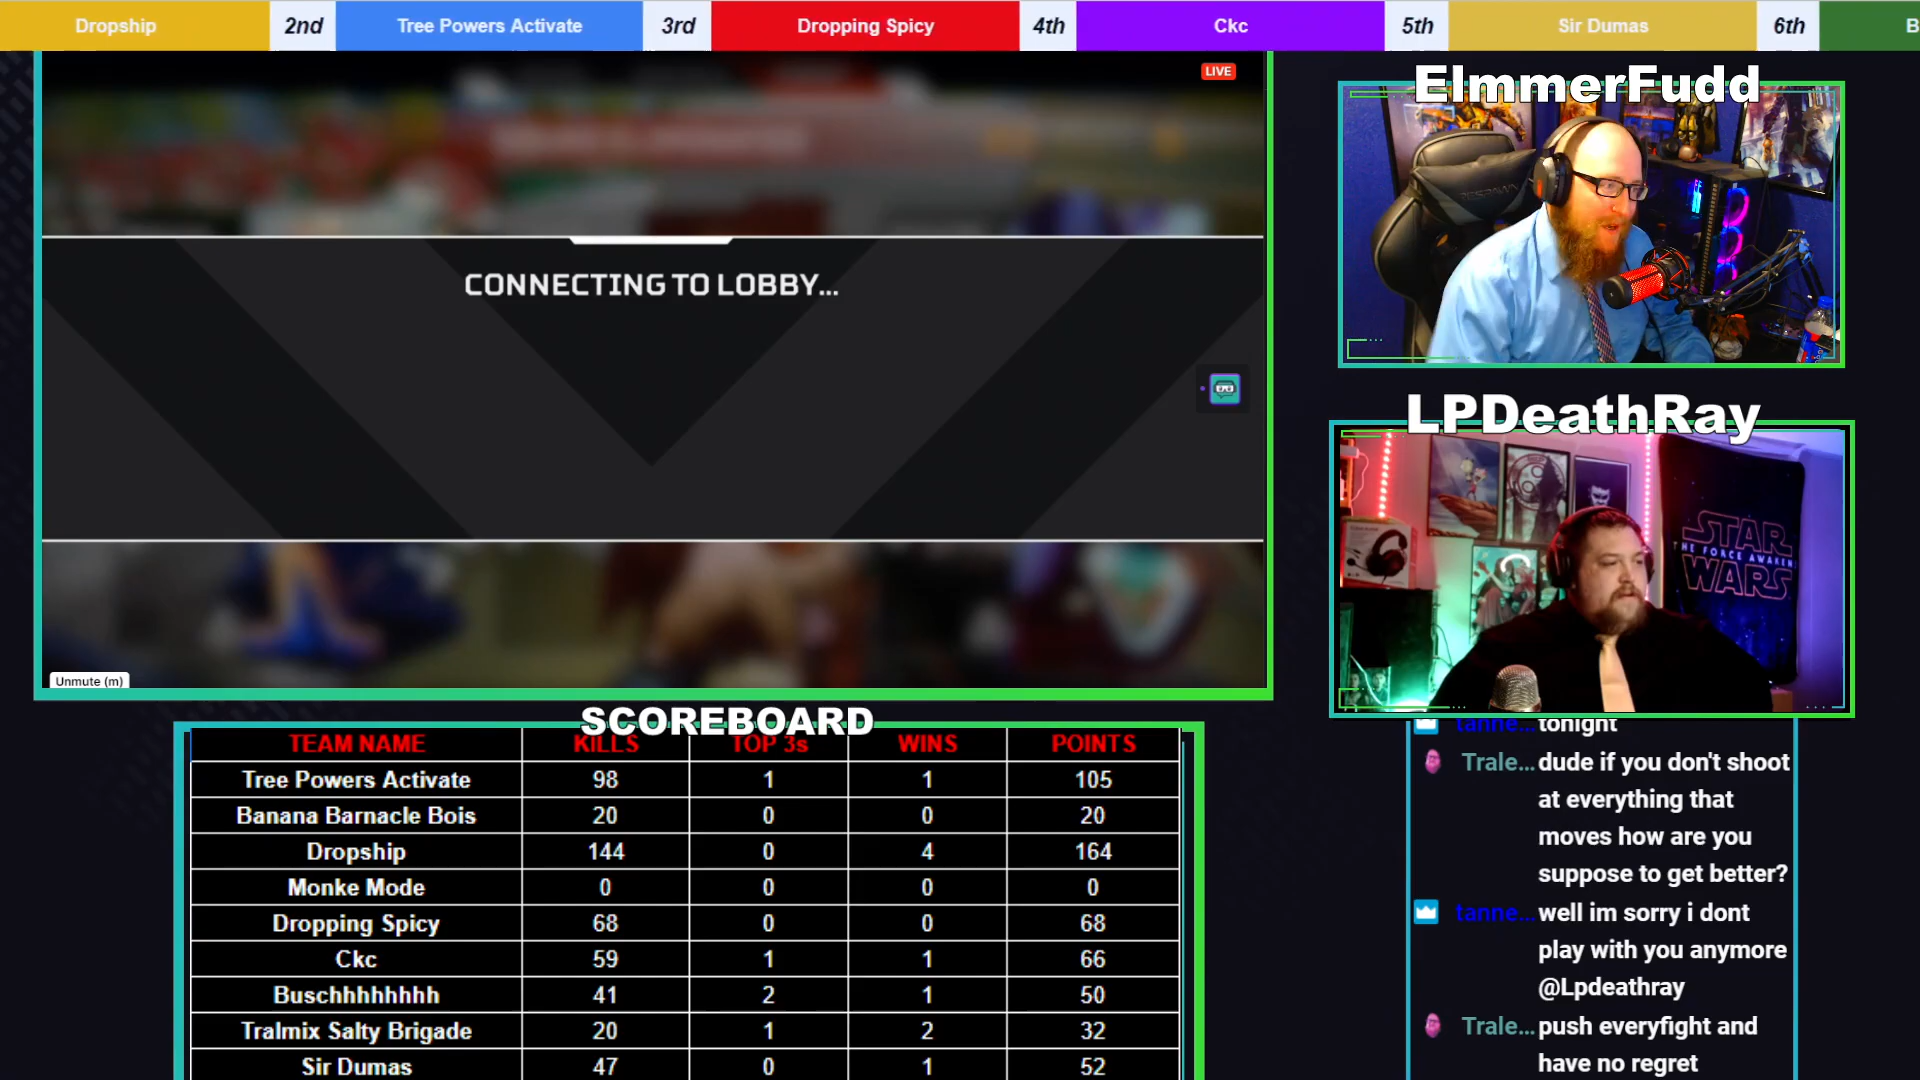 Dropship 2nd Tree Powers Activate 3rd Dropping Spicy 4th Ckc 5th Sir Dumas 6th B
LIVE
CONNECTING TO LOBBY...
Unmute (m)
ElmmerFudd
LPDeathRay
STAR
THE FORCE AWAKENS
WARS
SCOREBOARD
TEAM NAME KILLS TOP 3s WINS POINTS
Tree Powers Activate 98 1 1 105
Banana Barnacle Bois 20 0 0 20
Dropship 144 0 4 164
Monke Mode 0 0 0 0
Dropping Spicy 68 0 0 68
Ckc 59 1 1 66
Buschhhhhhhh 41 2 1 50
Tralmix Salty Brigade 20 1 2 32
Sir Dumas 47 0 1 52
tanne... tonight
Trale... dude if you don't shoot
at everything that
moves how are you
suppose to get better?
tanne... well im sorry i dont
play with you anymore
@Lpdeathray
Trale... push everyfight and
have no regret